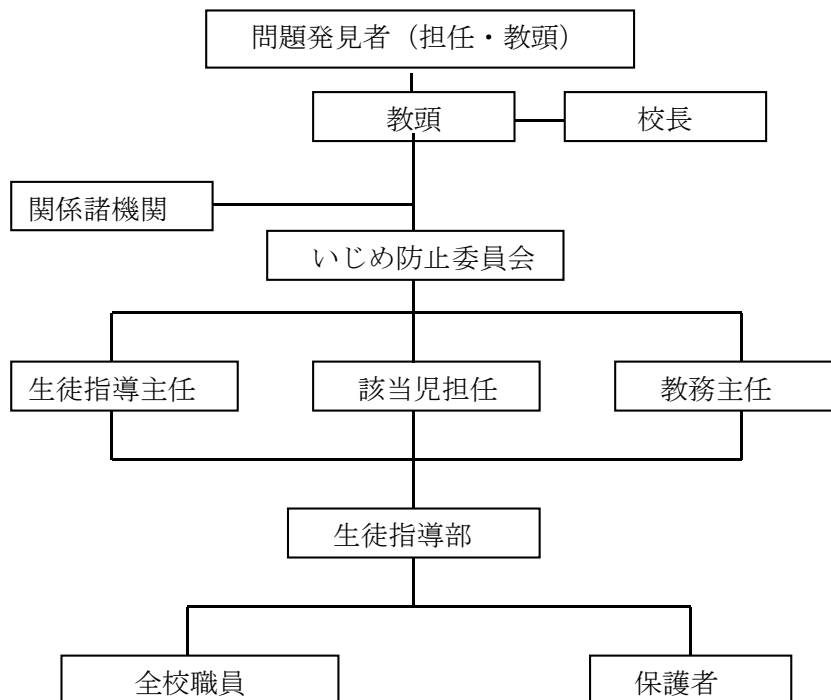 問題発見者（担任・教頭）
教頭
校長
関係諸機関
いじめ防止委員会
生徒指導主任
該当児担任
教務主任
生徒指導部
全校職員
保護者